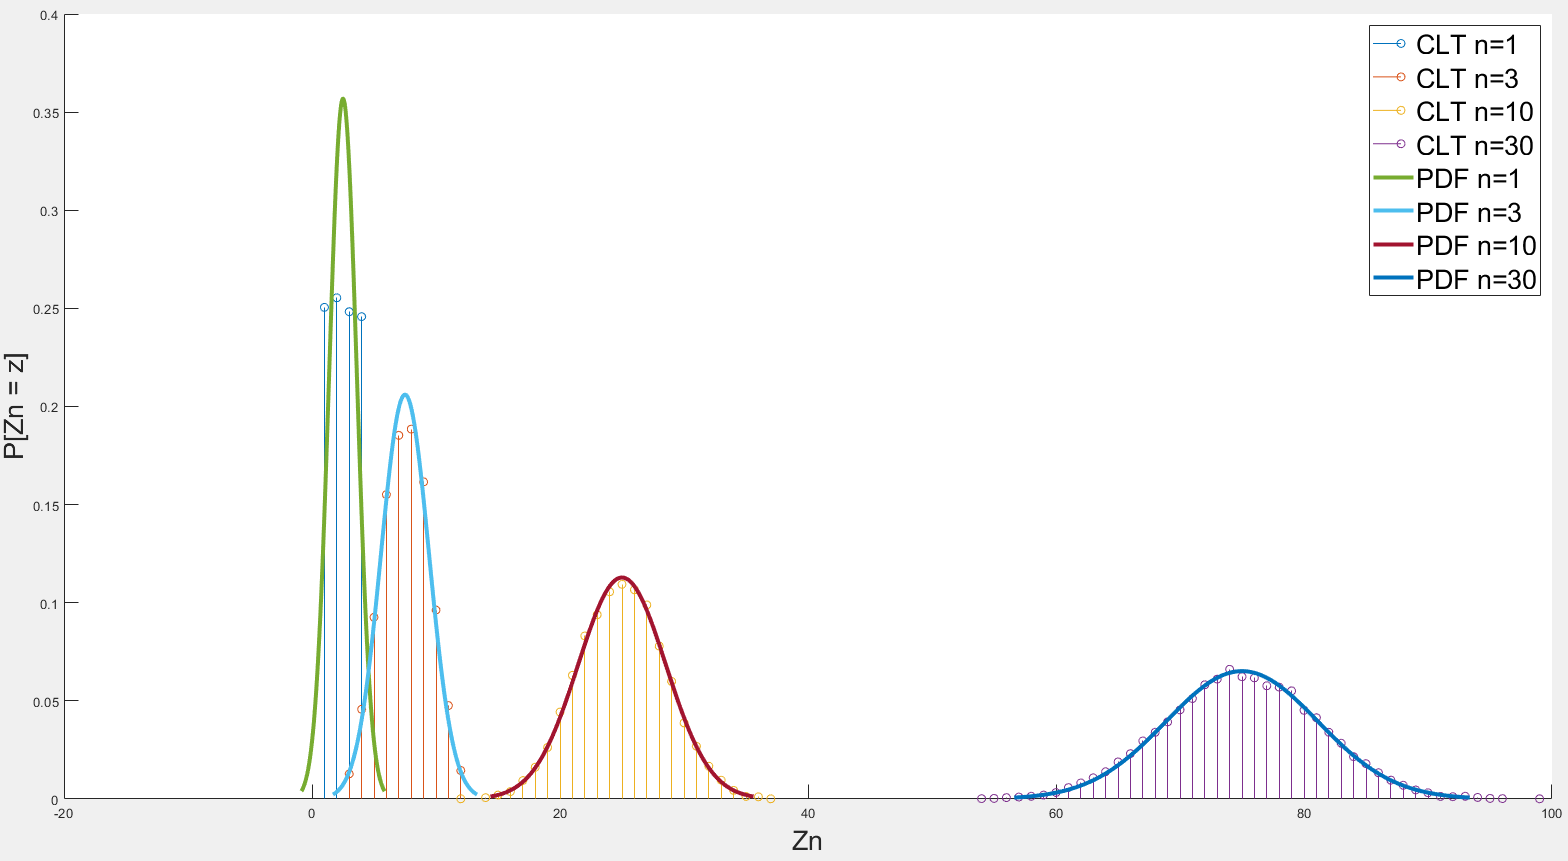 0.4
0.35
0.3
0.25
0.2
0.15
0.1
0.05
0
P[Zn = z]
-20
0
20
40
60
80
100
Zn
CLT n=1
CLT n=3
CLT n=10
CLT n=30
PDF n=1
PDF n=3
PDF n=10
PDF n=30